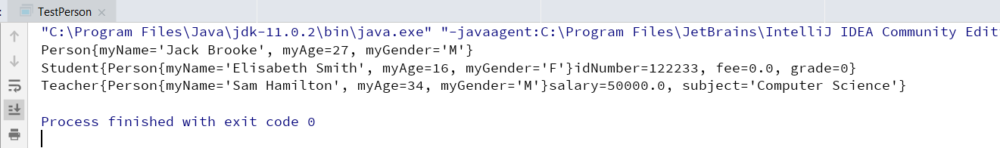 TestPerson
"C:\Program Files\Java\jdk-11.0.2\bin\java.exe" "-javaagent:C:\Program Files\JetBrains\IntelliJ IDEA Community Edit
Person{myName='Jack Brooke', myAge=27, myGender='M'}
Student{Person{myName='Elisabeth Smith', myAge=16, myGender='F'}idNumber=122233, fee=0.0, grade=0}
Teacher{Person{myName='Sam Hamilton', myAge=34, myGender='M'}salary=50000.0, subject='Computer Science'}
Process finished with exit code 0